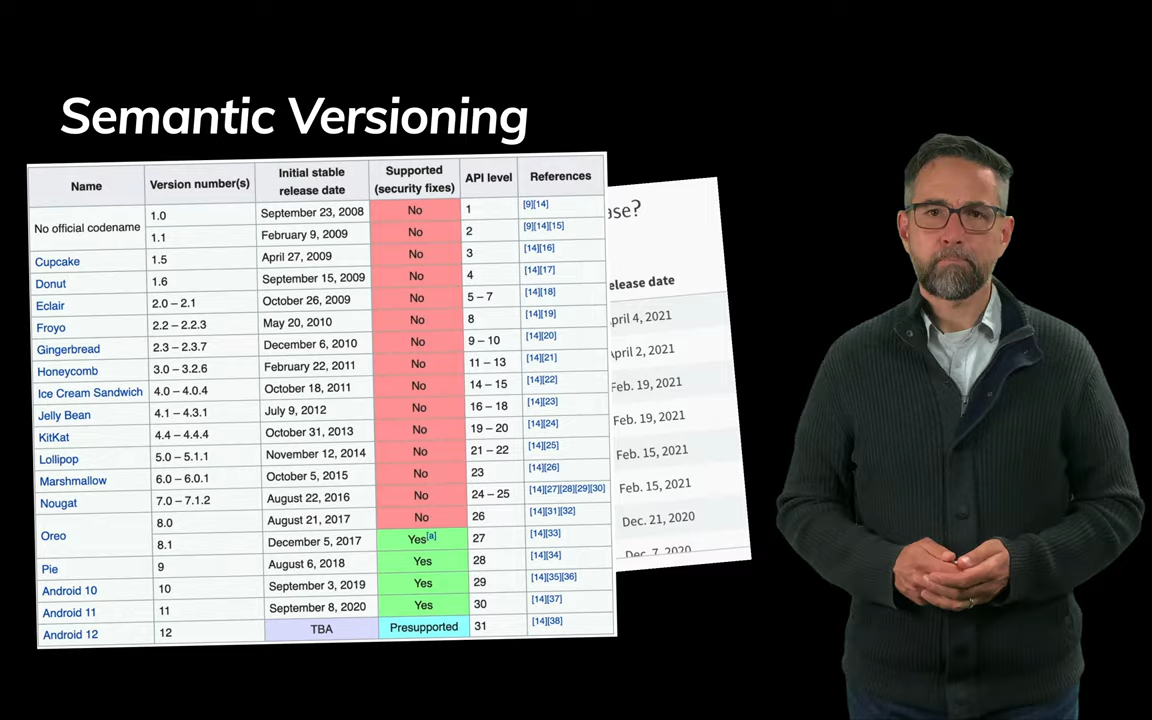 Semantic Versioning
Name Version number(s) Initial stable release date Supported (security fixes) API level References
No official codename 1.0 September 23, 2008 No 1 [9][14]
1.1 February 9, 2009 No 2 [9][14][15]
Cupcake 1.5 April 27, 2009 No 3 [14][16]
Donut 1.6 September 15, 2009 No 4 [14][17]
Eclair 2.0 – 2.1 October 26, 2009 No 5 – 7 [14][18]
Froyo 2.2 – 2.2.3 May 20, 2010 No 8 [14][19]
Gingerbread 2.3 – 2.3.7 December 6, 2010 No 9 – 10 [14][20]
Honeycomb 3.0 – 3.2.6 February 22, 2011 No 11 – 13 [14][21]
Ice Cream Sandwich 4.0 – 4.0.4 October 18, 2011 No 14 – 15 [14][22]
Jelly Bean 4.1 – 4.3.1 July 9, 2012 No 16 – 18 [14][23]
KitKat 4.4 – 4.4.4 October 31, 2013 No 19 – 20 [14][24]
Lollipop 5.0 – 5.1.1 November 12, 2014 No 21 – 22 [14][25]
Marshmallow 6.0 – 6.0.1 October 5, 2015 No 23 [14][26]
Nougat 7.0 – 7.1.2 August 22, 2016 No 24 – 25 [14][27][28][29][30]
Oreo 8.0 August 21, 2017 No 26 [14][31][32]
8.1 December 5, 2017 Yes[a] 27 [14][33]
Pie 9 August 6, 2018 Yes 28 [14][34]
Android 10 10 September 3, 2019 Yes 29 [14][35][36]
Android 11 11 September 8, 2020 Yes 30 [14][37]
Android 12 12 TBA Presupported 31 [14][38]
ase?
elease date
pril 4, 2021
April 2, 2021
Feb. 19, 2021
Feb. 19, 2021
Feb. 15, 2021
Feb. 15, 2021
Dec. 21, 2020
Dec. 7, 2020